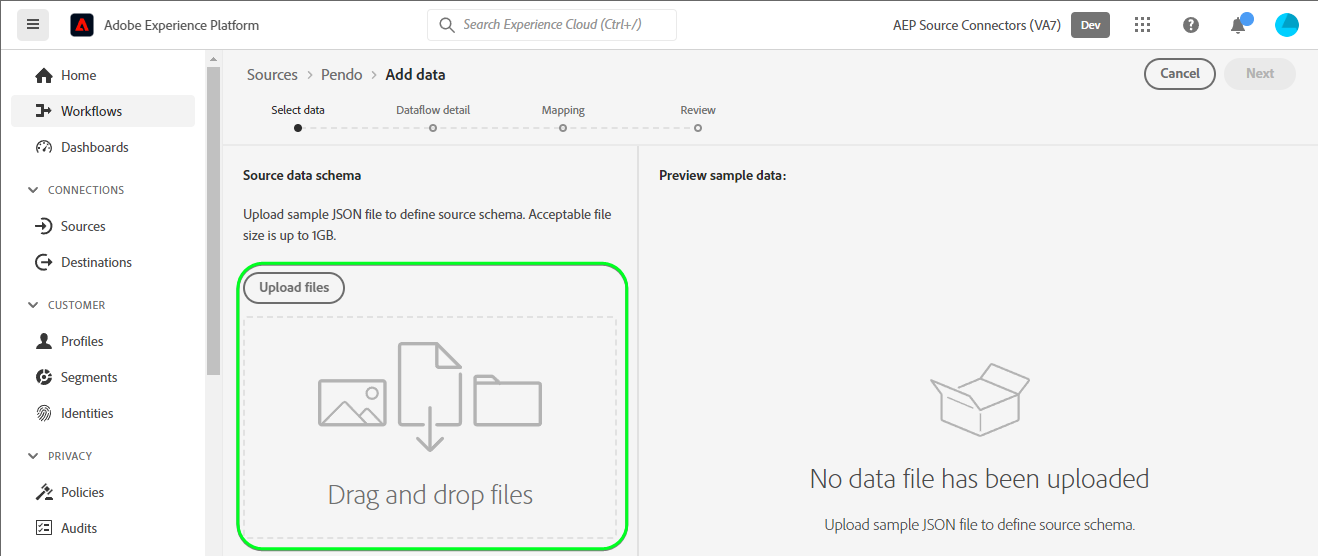 Adobe Experience Platform
Search Experience Cloud (Ctrl+/)
AEP Source Connectors (VA7)
Dev
Home
Workflows
Dashboards
CONNECTIONS
Sources
Destinations
CUSTOMER
Profiles
Segments
Identities
PRIVACY
Policies
Audits
Sources > Pendo > Add data
Cancel
Next
Select data
Dataflow detail
Mapping
Review
Source data schema
Upload sample JSON file to define source schema. Acceptable file
size is up to 1GB.
Upload files
Drag and drop files
Preview sample data:
No data file has been uploaded
Upload sample JSON file to define source schema.